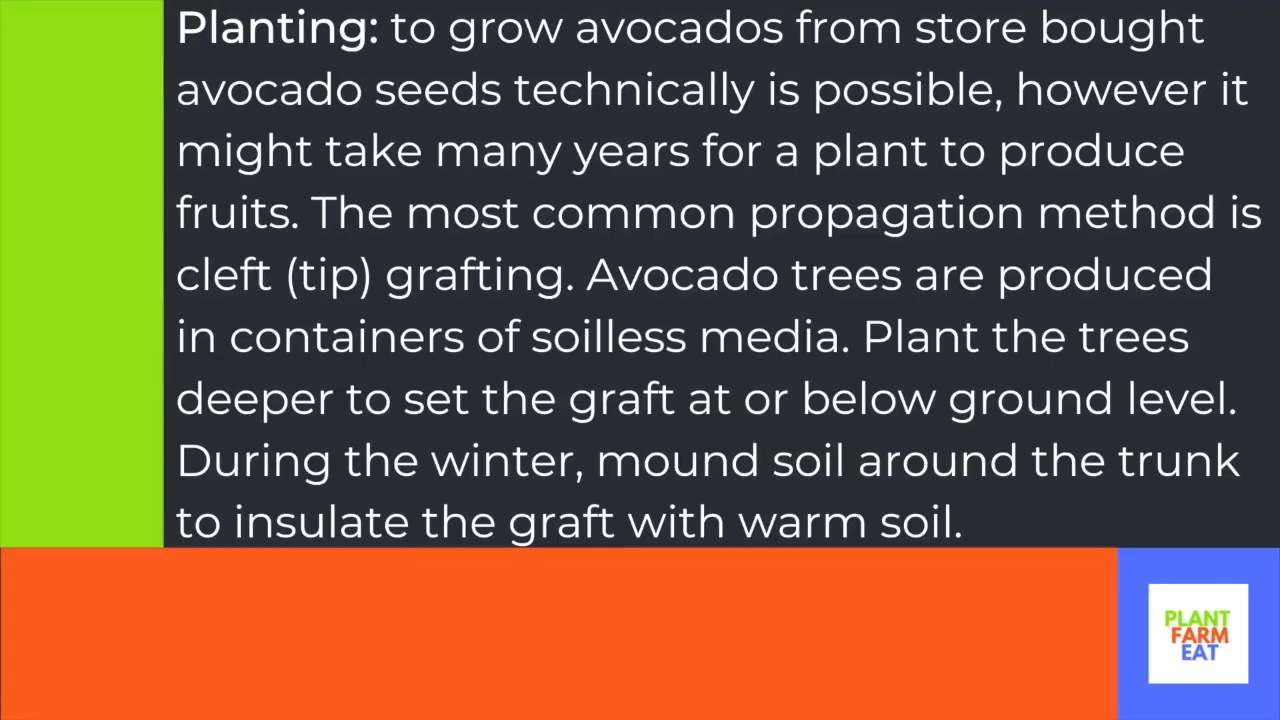 Planting: to grow avocados from store bought
avocado seeds technically is possible, however it
might take many years for a plant to produce
fruits. The most common propagation method is
cleft (tip) grafting. Avocado trees are produced
in containers of soilless media. Plant the trees
deeper to set the graft at or below ground level.
During the winter, mound soil around the trunk
to insulate the graft with warm soil.
PLANT
FARM
EAT